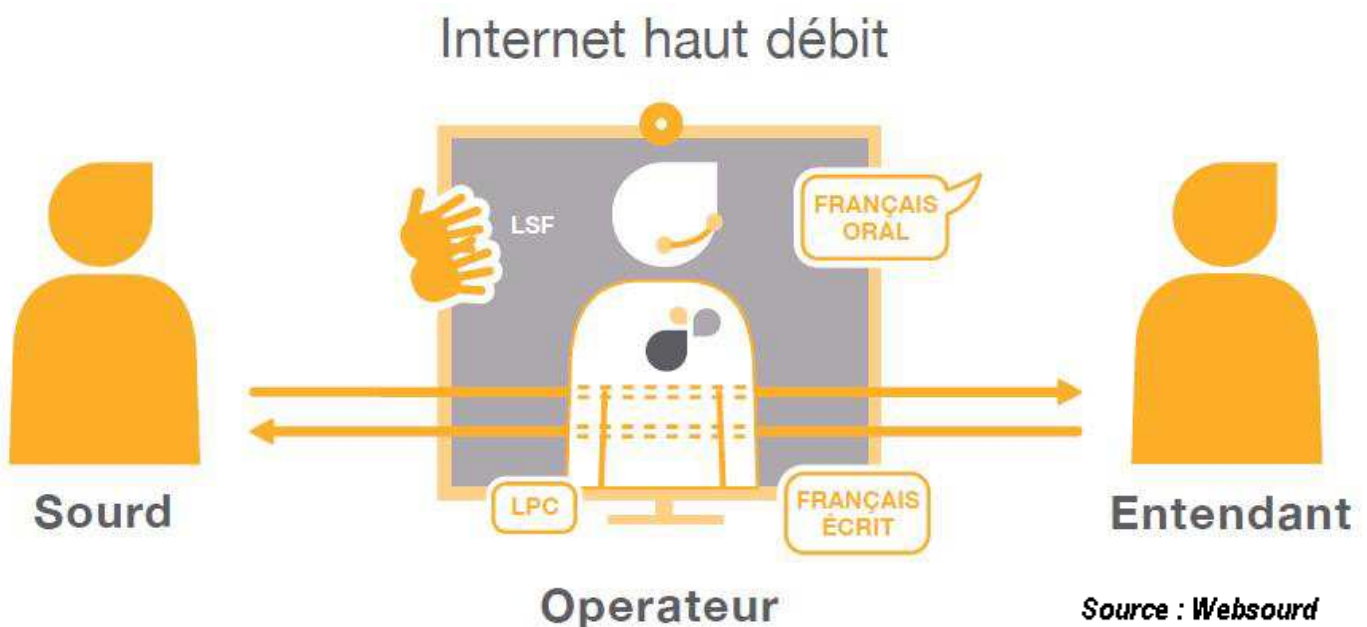 Internet haut débit
LSF
FRANÇAIS
ORAL
LPC
FRANÇAIS
ÉCRIT
Sourd
Entendant
Operateur
Source : Websourd